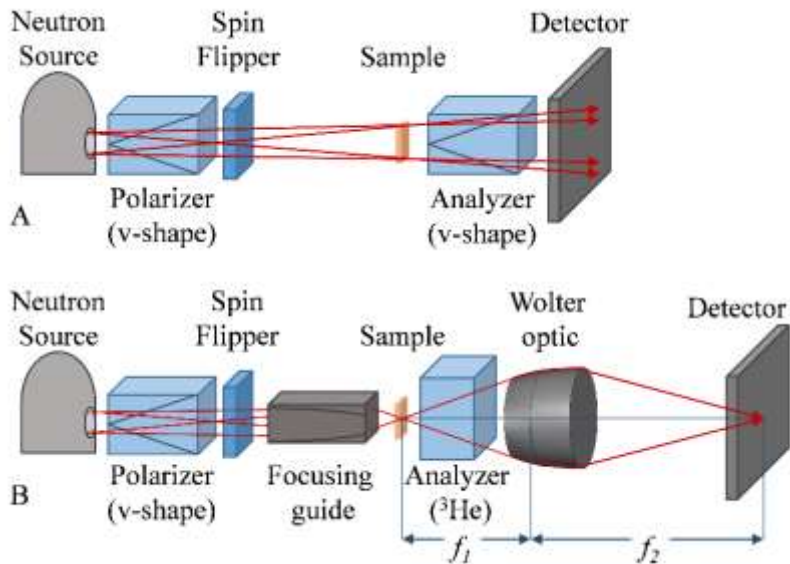 Neutron
Source
Spin
Flipper
Sample
Detector
Polarizer
(v-shape)
Analyzer
(v-shape)
A
Neutron
Source
Spin
Flipper
Sample
Wolter
optic
Detector
Polarizer
(v-shape)
Focusing
guide
Analyzer
(³He)
B
f₁
f₂